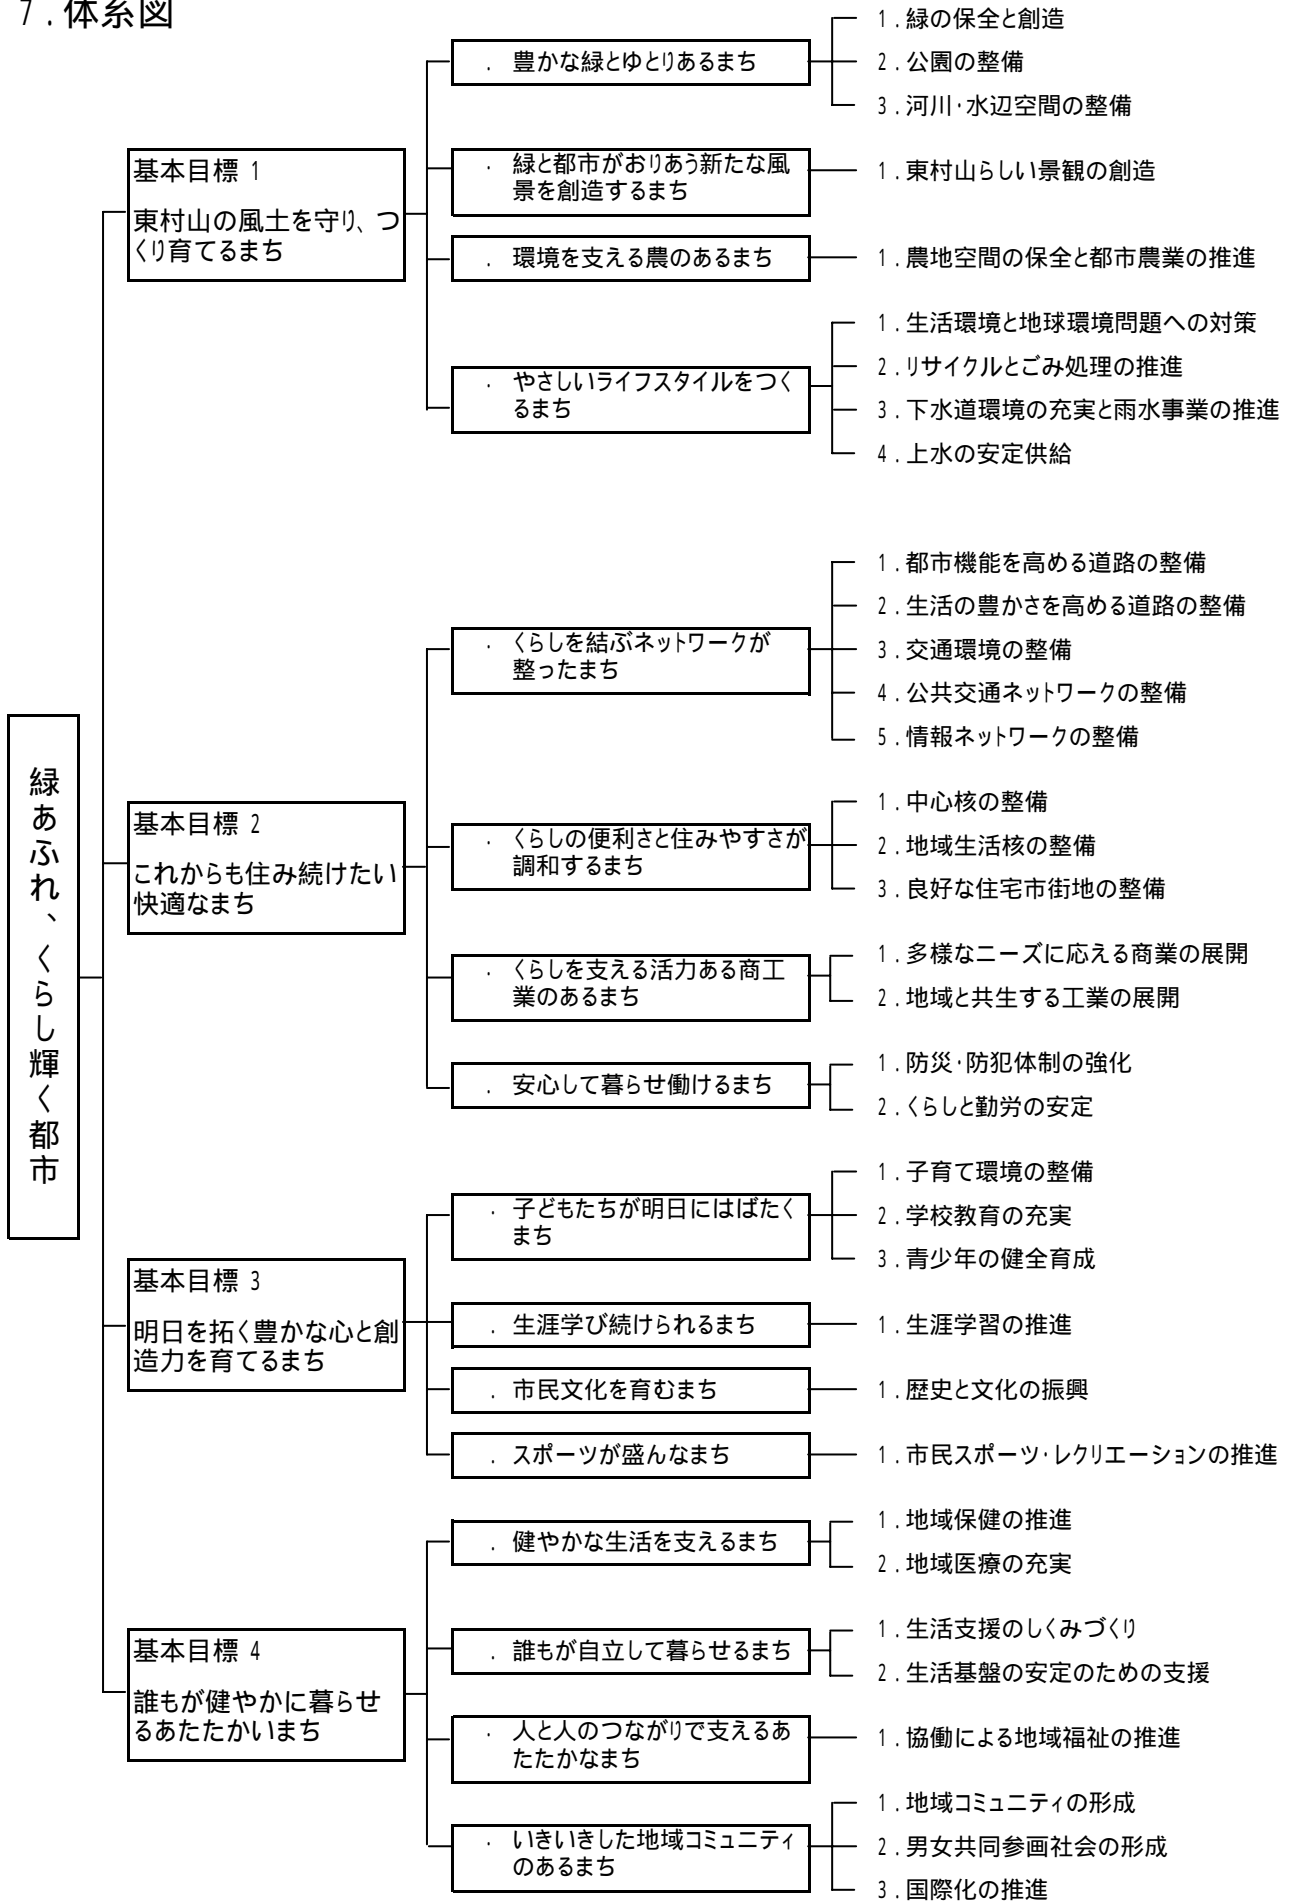 7.体系図
緑あふれ、くらし輝く都市
基本目標 1
東村山の風土を守り、つ
くり育てるまち
. 豊かな緑とゆとりあるまち
1.緑の保全と創造
2.公園の整備
3.河川・水辺空間の整備
. 緑と都市がおりあう新たな風
景を創造するまち
1.東村山らしい景観の創造
. 環境を支える農のあるまち
1.農地空間の保全と都市農業の推進
. やさしいライフスタイルをつく
るまち
1.生活環境と地球環境問題への対策
2.リサイクルとごみ処理の推進
3.下水道環境の充実と雨水事業の推進
4.上水の安定供給
基本目標 2
これからも住み続けたい
快適なまち
. くらしを結ぶネットワークが
整ったまち
1.都市機能を高める道路の整備
2.生活の豊かさを高める道路の整備
3.交通環境の整備
4.公共交通ネットワークの整備
5.情報ネットワークの整備
. くらしの便利さと住みやすさが
調和するまち
1.中心核の整備
2.地域生活核の整備
3.良好な住宅市街地の整備
. くらしを支える活力ある商工
業のあるまち
1.多様なニーズに応える商業の展開
2.地域と共生する工業の展開
. 安心して暮らせ働けるまち
1.防災・防犯体制の強化
2.くらしと勤労の安定
基本目標 3
明日を拓く豊かな心と創
造力を育てるまち
. 子どもたちが明日にはばたく
まち
1.子育て環境の整備
2.学校教育の充実
3.青少年の健全育成
. 生涯学び続けられるまち
1.生涯学習の推進
. 市民文化を育むまち
1.歴史と文化の振興
. スポーツが盛んなまち
1.市民スポーツ・レクリエーションの推進
基本目標 4
誰もが健やかに暮らせ
るあたたかいまち
. 健やかな生活を支えるまち
1.地域保健の推進
2.地域医療の充実
. 誰もが自立して暮らせるまち
1.生活支援のしくみづくり
2.生活基盤の安定のための支援
. 人と人のつながりで支えるあ
たたかなまち
1.協働による地域福祉の推進
. いきいきした地域コミュニティ
のあるまち
1.地域コミュニティの形成
2.男女共同参画社会の形成
3.国際化の推進